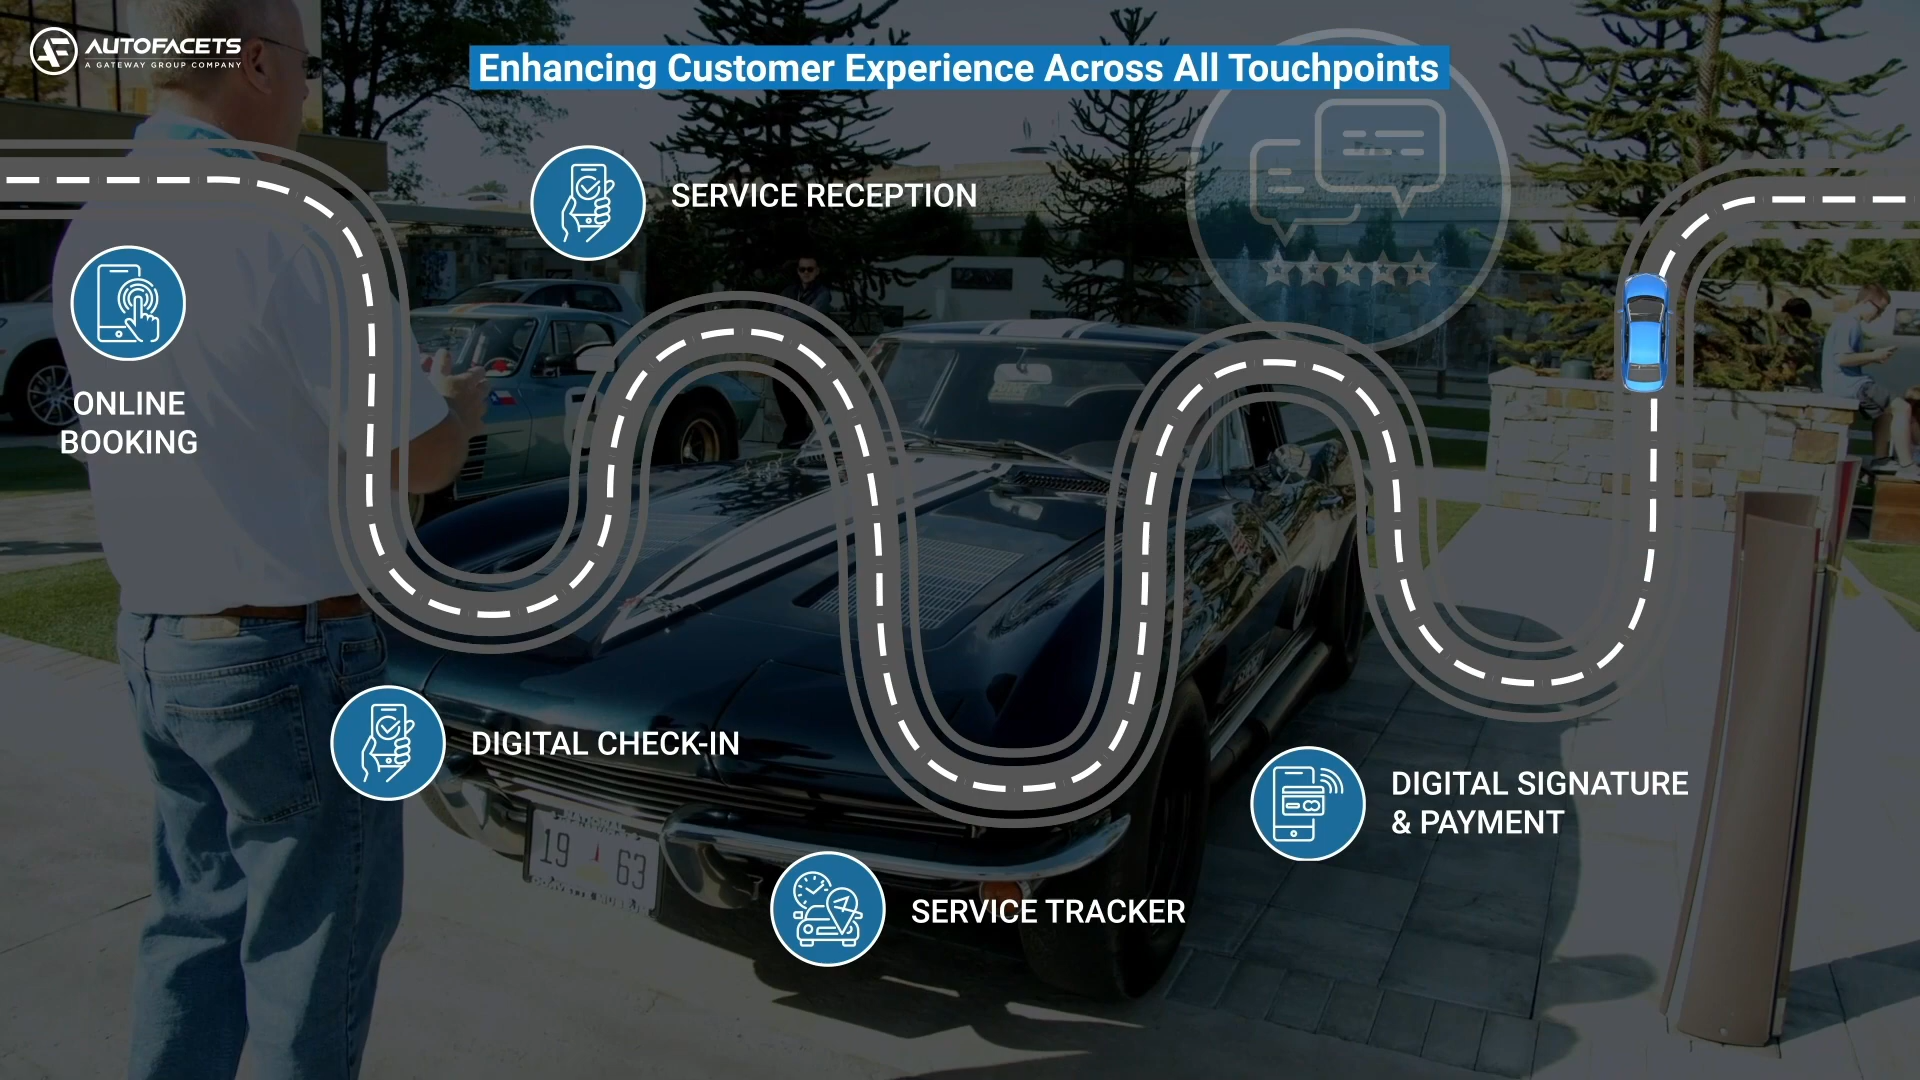 AUTOFACETS
A GATEWAY GROUP COMPANY
Enhancing Customer Experience Across All Touchpoints
SERVICE RECEPTION
ONLINE
BOOKING
DIGITAL CHECK-IN
DIGITAL SIGNATURE
& PAYMENT
SERVICE TRACKER
19 63